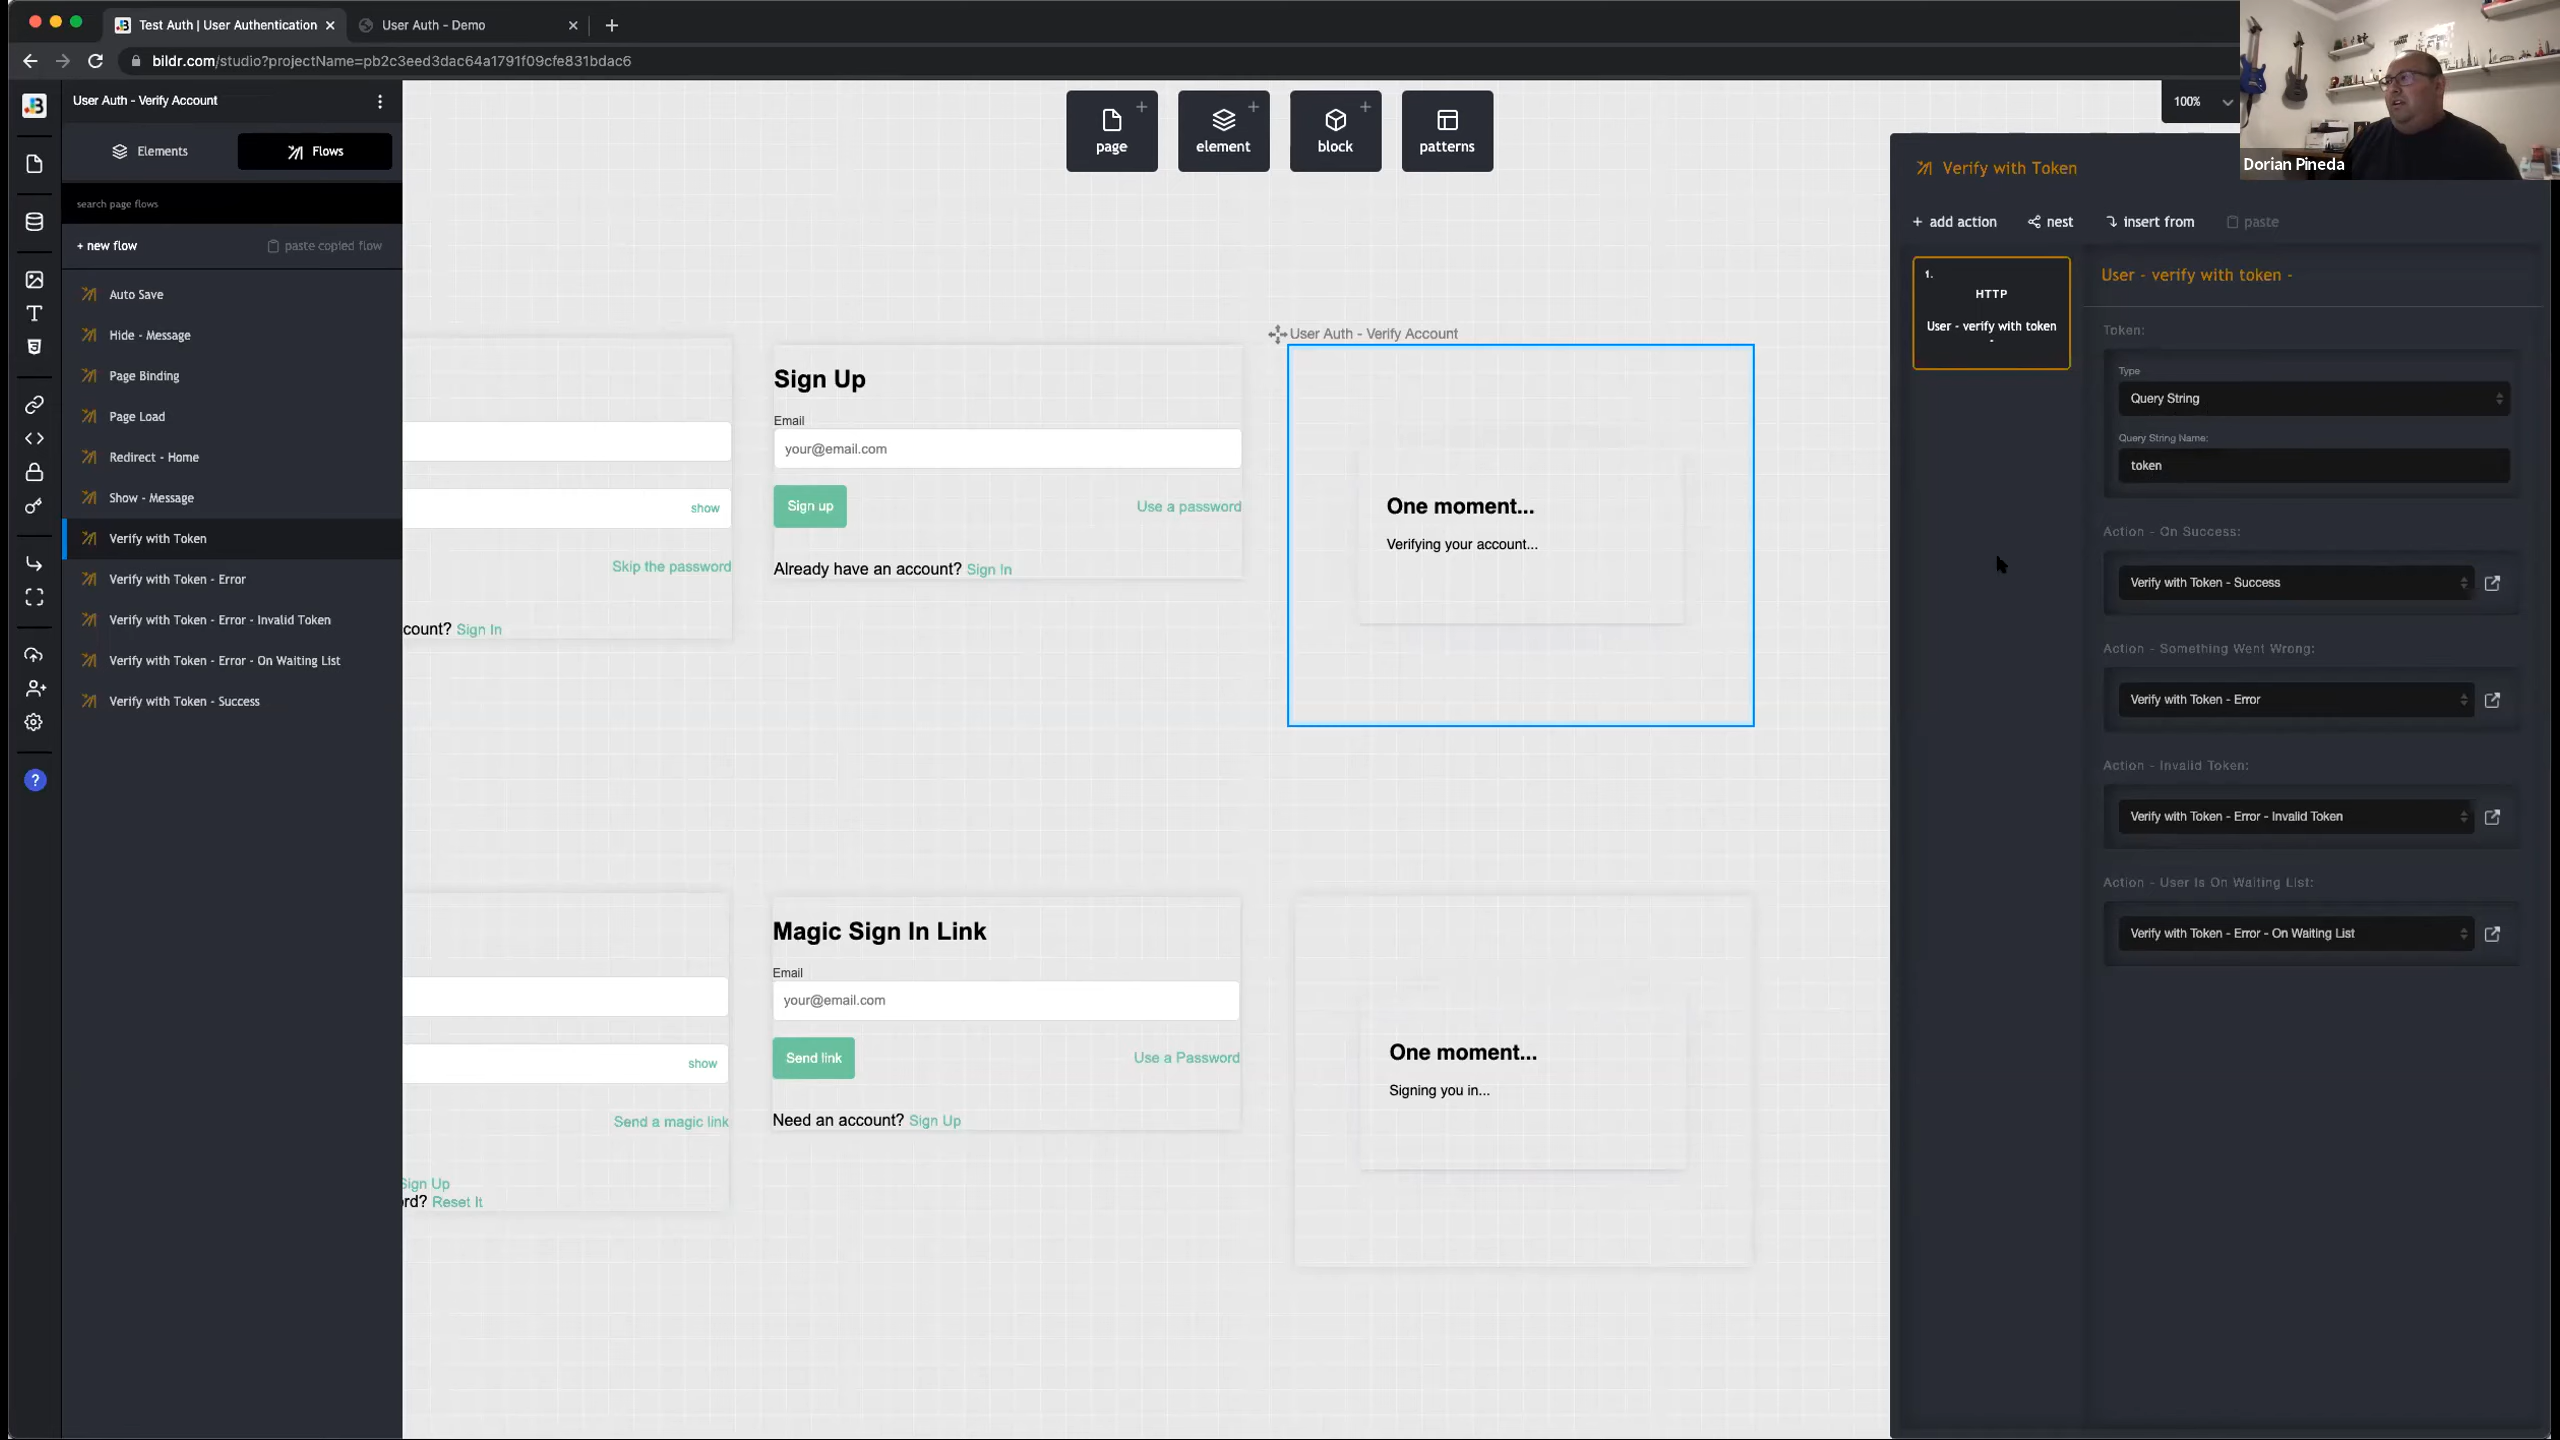 Test Auth | User Authentication
User Auth - Demo
bildr.com/studio?projectName=pb2c3eed3dac64a1791f09cfe831bdac6
User Auth - Verify Account
Elements
Flows
search page flows
+ new flow
paste copied flow
Auto Save
Hide - Message
Page Binding
Page Load
Redirect - Home
Show - Message
Verify with Token
Verify with Token - Error
Verify with Token - Error - Invalid Token
Verify with Token - Error - On Waiting List
Verify with Token - Success
?
page
element
block
patterns
100%
show
Skip the password
count? Sign In
Sign Up
Email
your@email.com
Sign up
Use a password
Already have an account? Sign In
User Auth - Verify Account
One moment...
Verifying your account...
show
Send a magic link
Sign Up
ord? Reset It
Magic Sign In Link
Email
your@email.com
Send link
Use a Password
Need an account? Sign Up
One moment...
Signing you in...
Dorian Pineda
Verify with Token
+ add action
nest
insert from
paste
1.
HTTP
User - verify with token
-
User - verify with token -
Token:
Type
Query String
Query String Name:
token
Action - On Success:
Verify with Token - Success
Action - Something Went Wrong:
Verify with Token - Error
Action - Invalid Token:
Verify with Token - Error - Invalid Token
Action - User Is On Waiting List:
Verify with Token - Error - On Waiting List